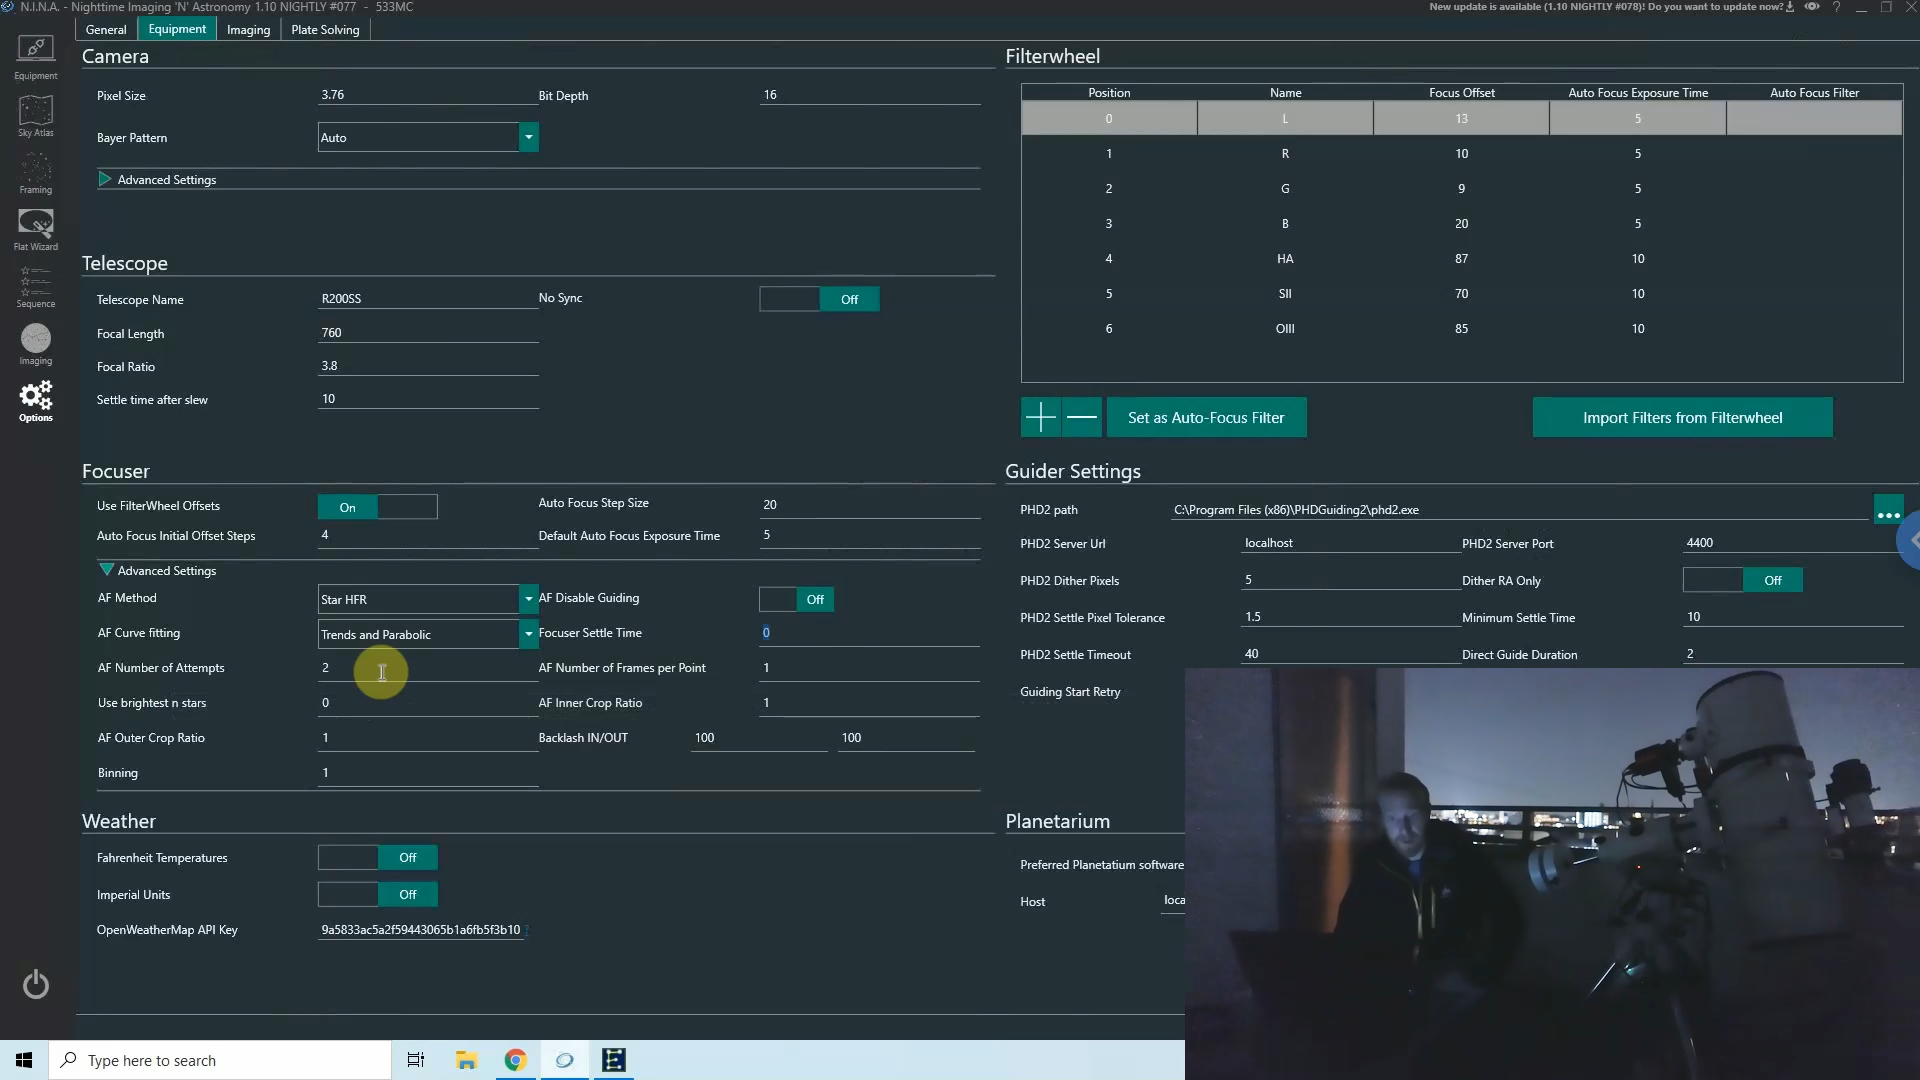 N.I.N.A. - Nighttime Imaging 'N' Astronomy 1.10 NIGHTLY #077 - 533MC
New update is available (1.10 NIGHTLY #078)! Do you want to update now?
?
General
Equipment
Imaging
Plate Solving
Equipment
Sky Atlas
Framing
Flat Wizard
Sequence
Imaging
Options
Camera
Pixel Size 3.76
Bit Depth 16
Bayer Pattern Auto
Advanced Settings
Telescope
Telescope Name R200SS
No Sync Off
Focal Length 760
Focal Ratio 3.8
Settle time after slew 10
Focuser
Use FilterWheel Offsets On
Auto Focus Step Size 20
Auto Focus Initial Offset Steps 4
Default Auto Focus Exposure Time 5
Advanced Settings
AF Method Star HFR
AF Disable Guiding Off
AF Curve fitting Trends and Parabolic
Focuser Settle Time 0
AF Number of Attempts 2
AF Number of Frames per Point 1
Use brightest n stars 0
AF Inner Crop Ratio 1
AF Outer Crop Ratio 1
Backlash IN/OUT 100 100
Binning 1
Weather
Fahrenheit Temperatures Off
Imperial Units Off
OpenWeatherMap API Key 9a5833ac5a2f59443065b1a6fb5f3b10 ?
Filterwheel
Position Name Focus Offset Auto Focus Exposure Time Auto Focus Filter
0 L 13 5
1 R 10 5
2 G 9 5
3 B 20 5
4 HA 87 10
5 SII 70 10
6 OIII 85 10
Set as Auto-Focus Filter
Import Filters from Filterwheel
Guider Settings
PHD2 path C:\Program Files (x86)\PHDGuiding2\phd2.exe ...
PHD2 Server Url localhost
PHD2 Server Port 4400
PHD2 Dither Pixels 5
Dither RA Only Off
PHD2 Settle Pixel Tolerance 1.5
Minimum Settle Time 10
PHD2 Settle Timeout 40
Direct Guide Duration 2
Guiding Start Retry
Planetarium
Preferred Planetatium software
Host loca
Type here to search